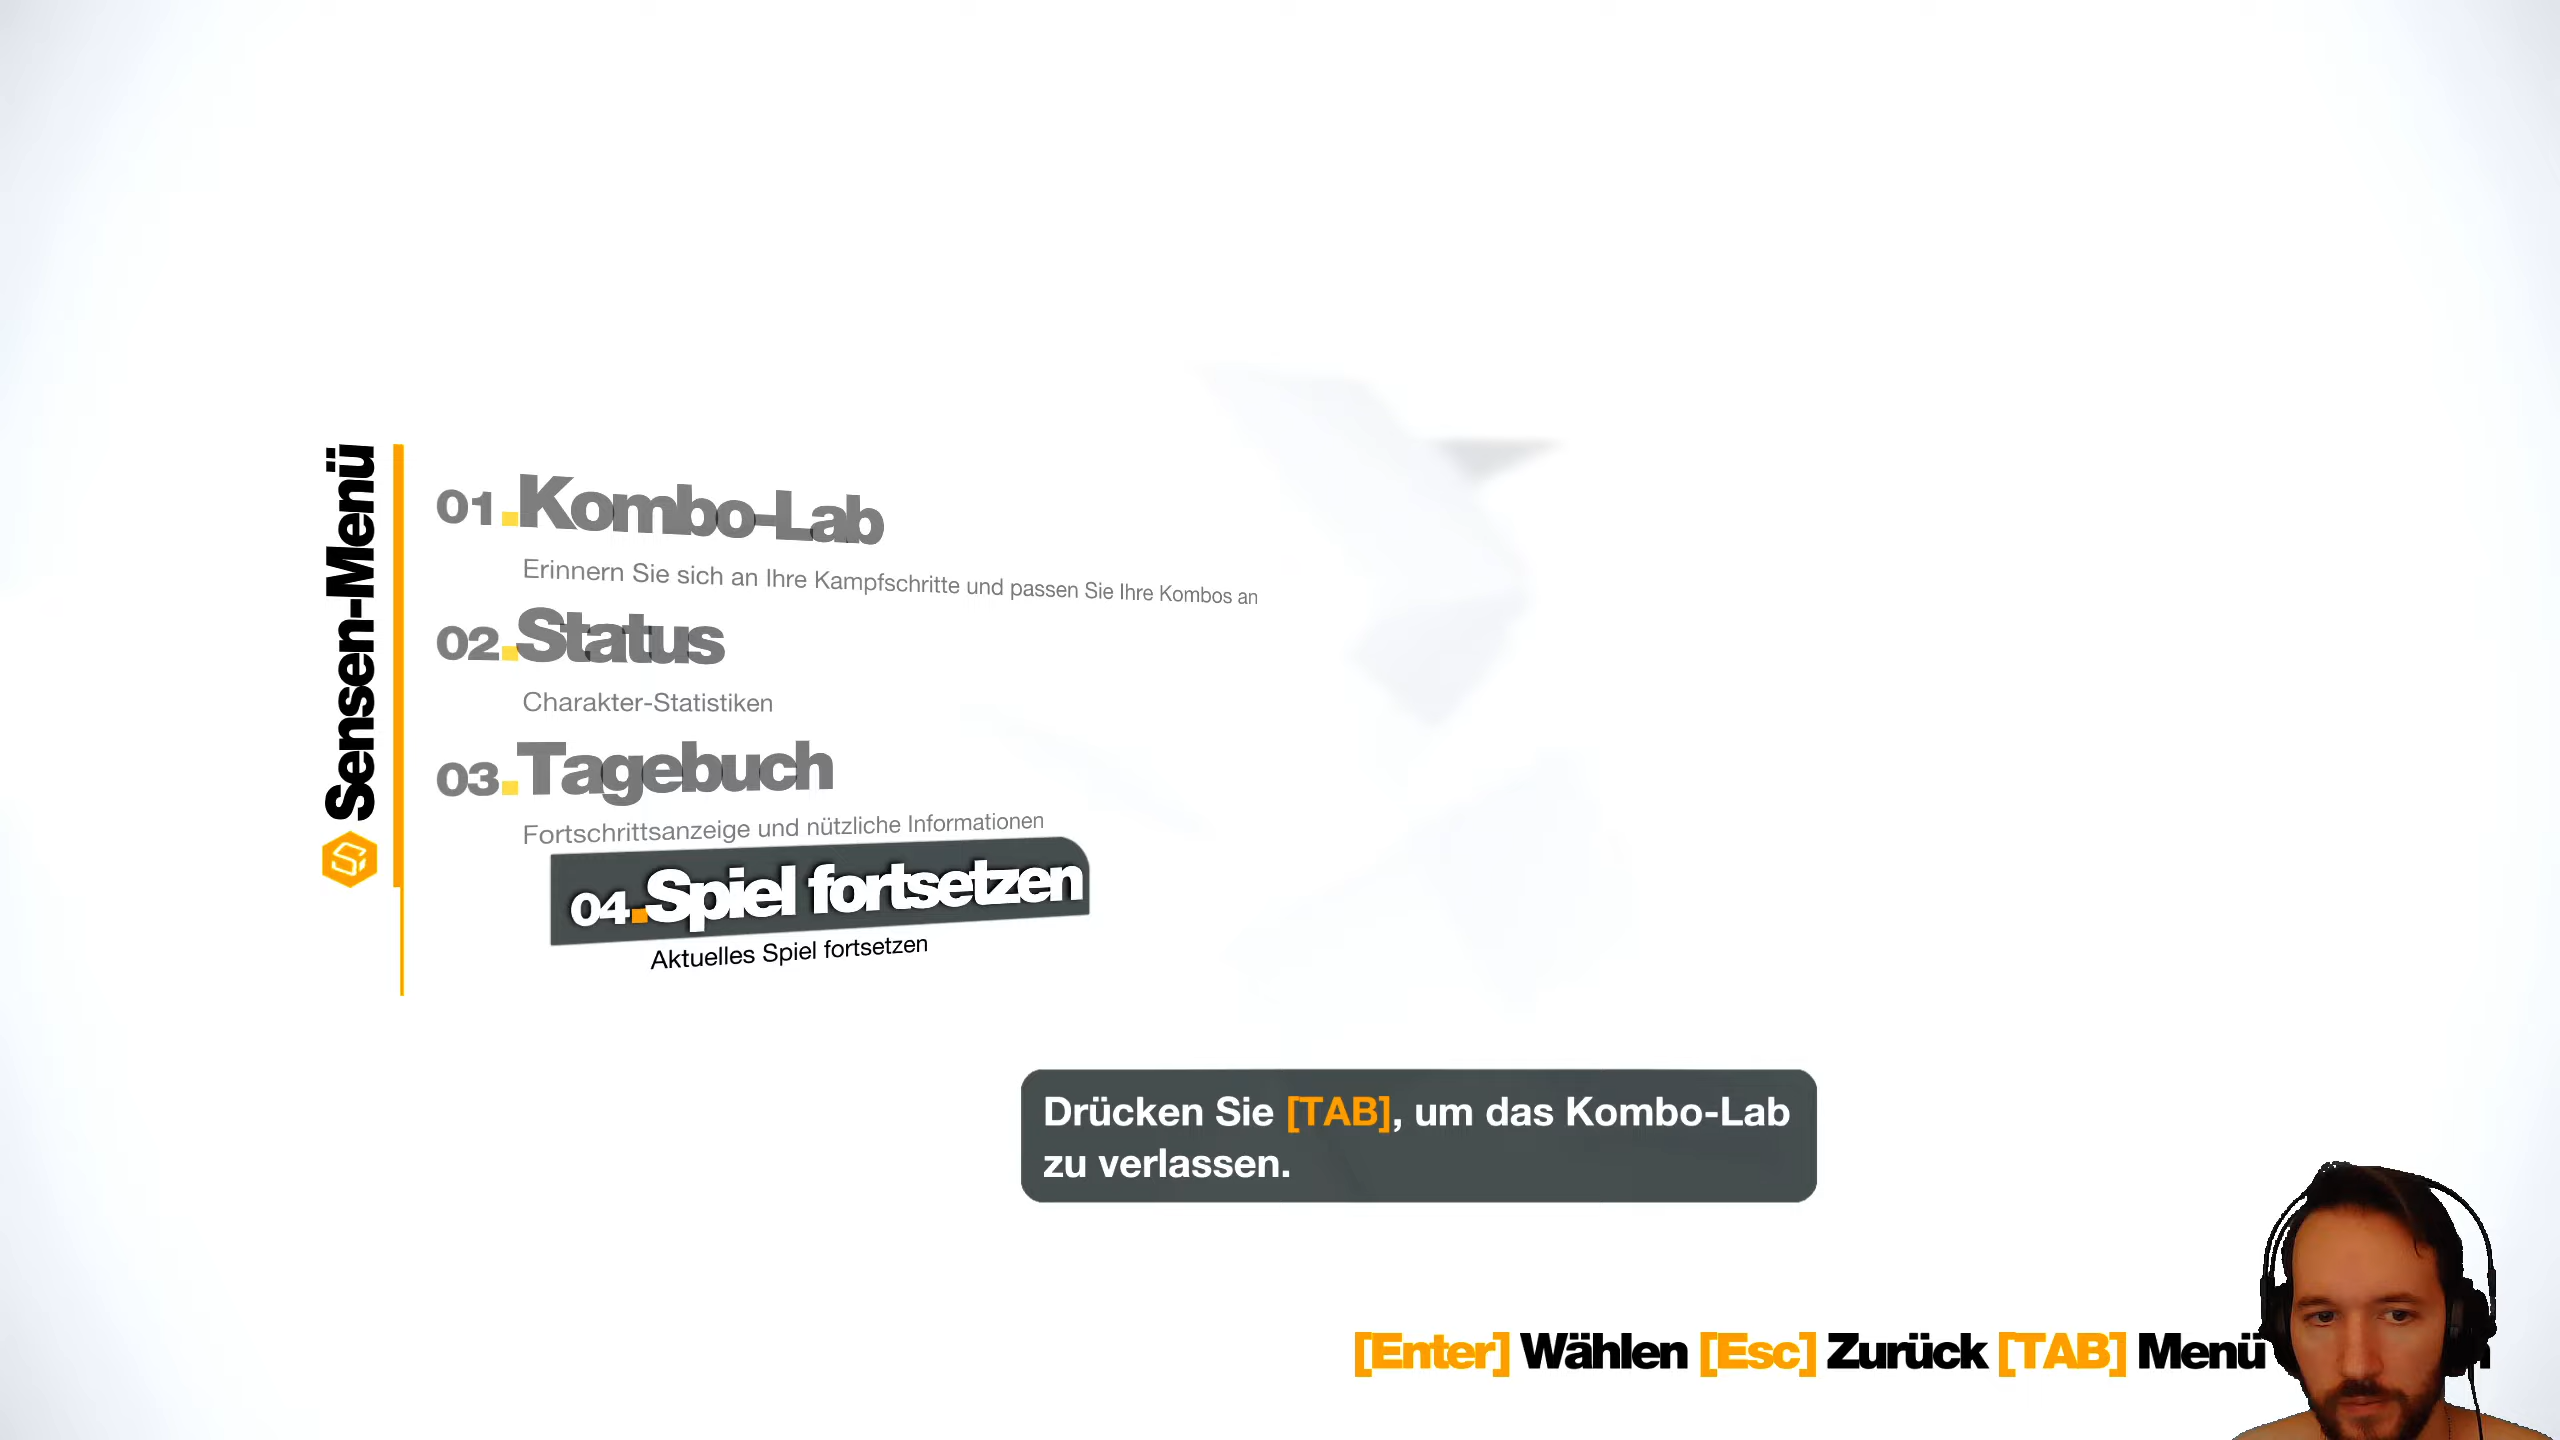 Sensen-Menü
01.Kombo-Lab
Erinnern Sie sich an Ihre Kampfschritte und passen Sie Ihre Kombos an
02.Status
Charakter-Statistiken
03.Tagebuch
Fortschrittsanzeige und nützliche Informationen
04.Spiel fortsetzen
Aktuelles Spiel fortsetzen
Drücken Sie [TAB], um das Kombo-Lab
zu verlassen.
[Enter] Wählen [Esc] Zurück [TAB] Menü